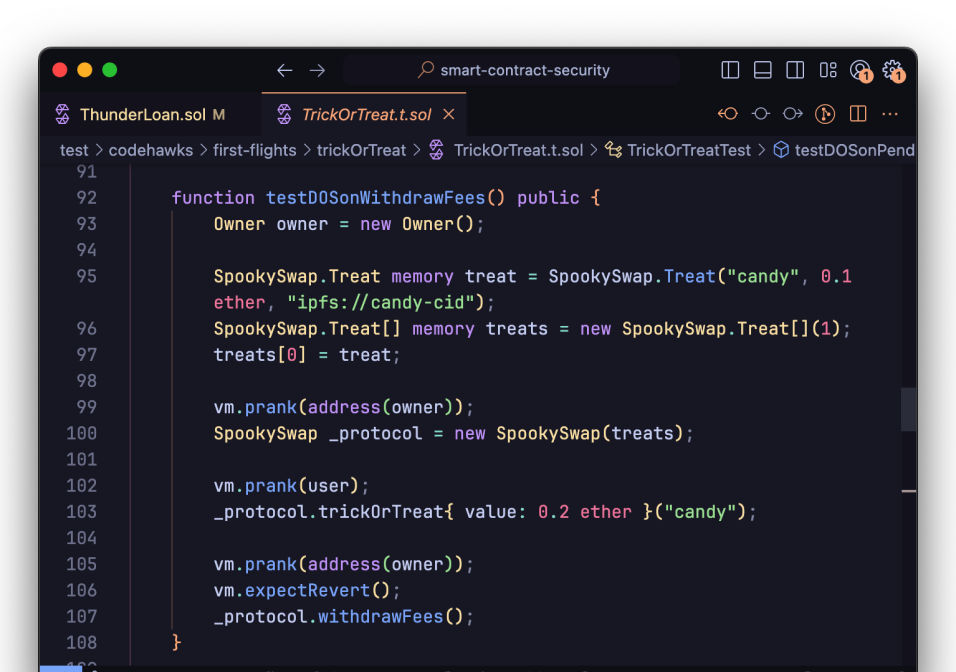 smart-contract-security
1
1
ThunderLoan.sol M
TrickOrTreat.t.sol
test > codehawks > first-flights > trickOrTreat > TrickOrTreat.t.sol > TrickOrTreatTest > testDOSonPend
91
92 function testDOSonWithdrawFees() public {
93 Owner owner = new Owner();
94
95 SpookySwap.Treat memory treat = SpookySwap.Treat("candy", 0.1
ether, "ipfs://candy-cid");
96 SpookySwap.Treat[] memory treats = new SpookySwap.Treat[](1);
97 treats[0] = treat;
98
99 vm.prank(address(owner));
100 SpookySwap _protocol = new SpookySwap(treats);
101
102 vm.prank(user);
103 _protocol.trickOrTreat{ value: 0.2 ether }("candy");
104
105 vm.prank(address(owner));
106 vm.expectRevert();
107 _protocol.withdrawFees();
108 }